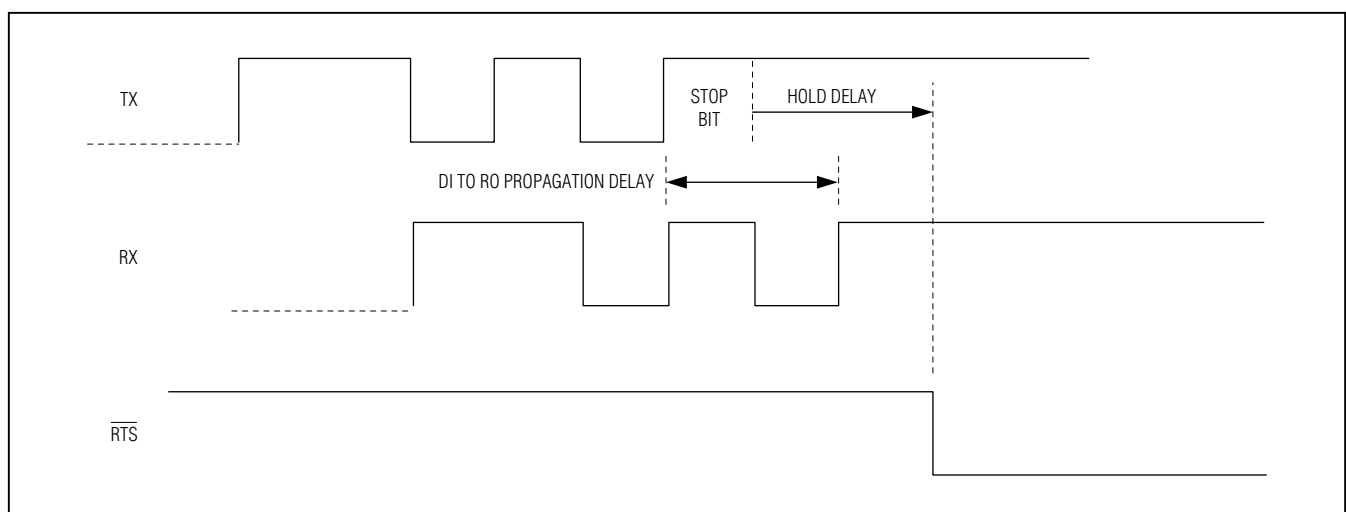 TX
STOP
BIT
HOLD DELAY
DI TO RO PROPAGATION DELAY
RX
RTS